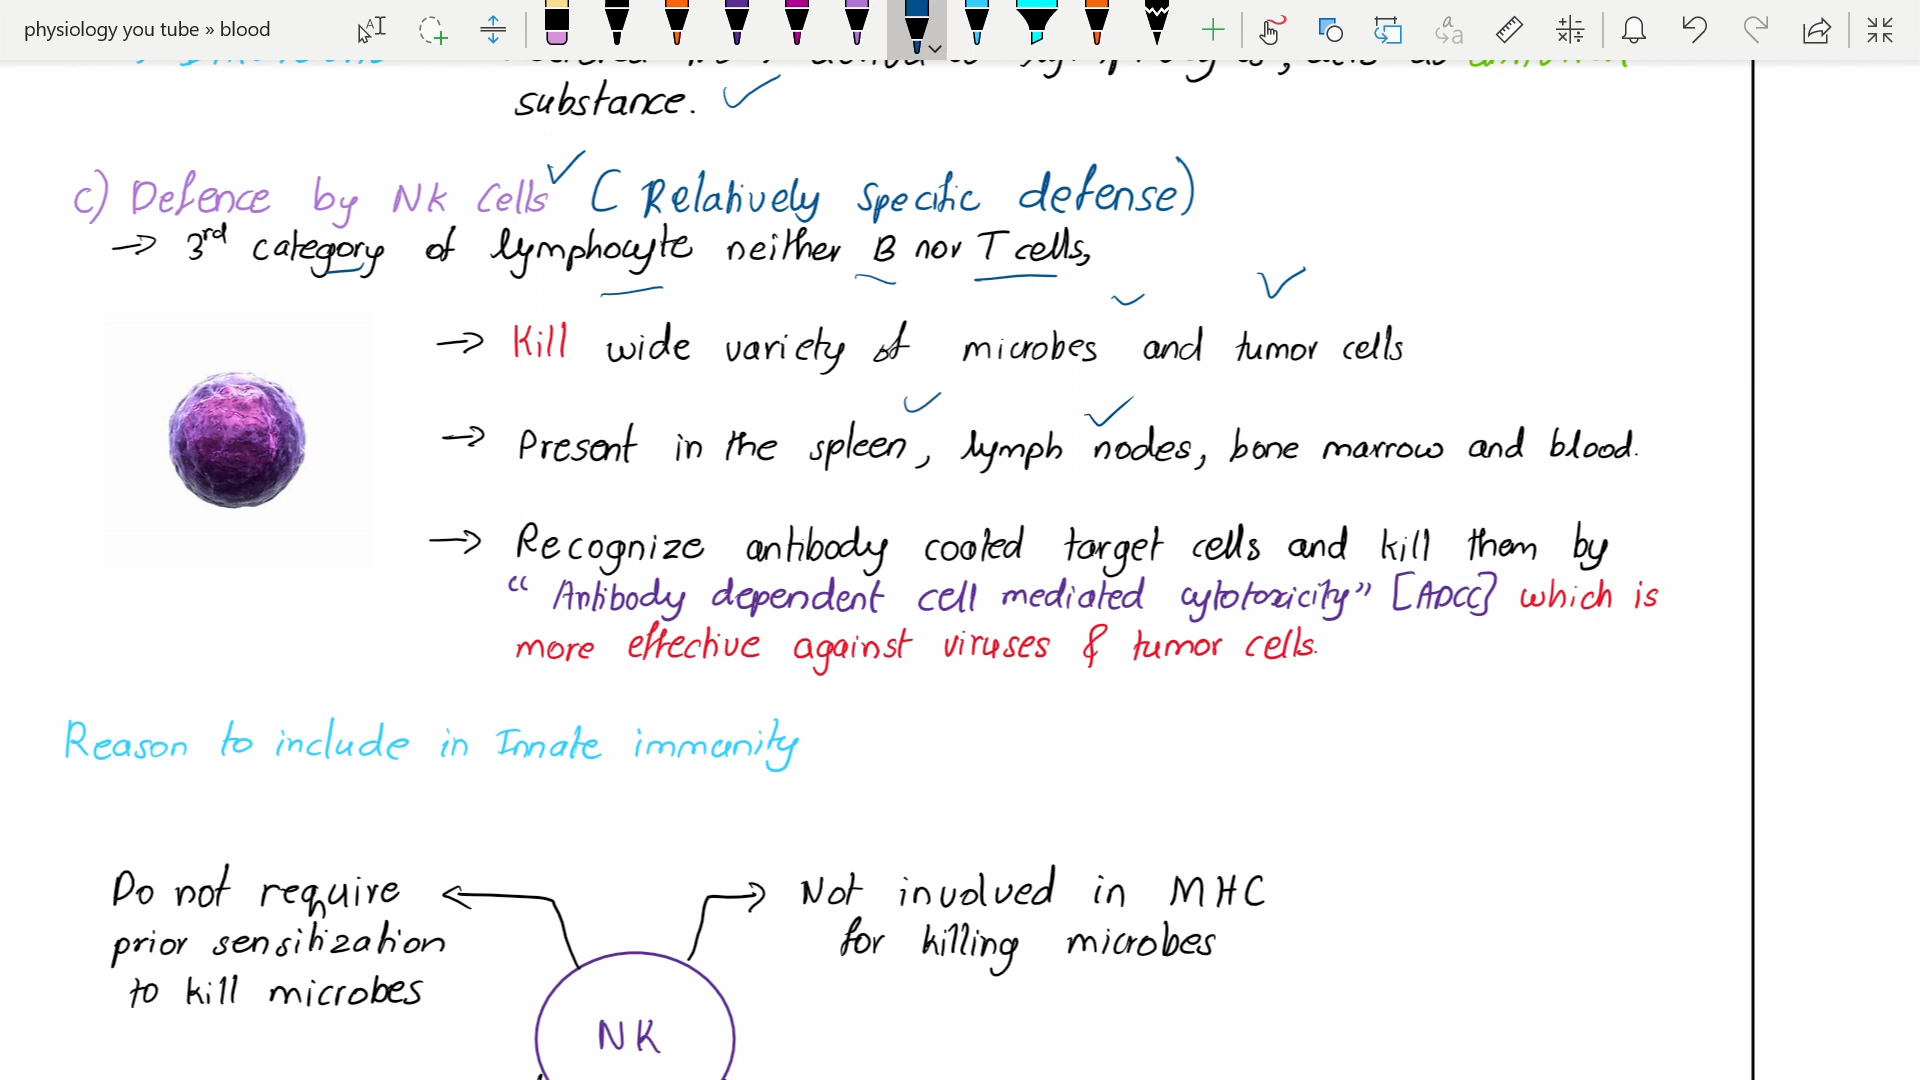 physiology you tube » blood
substance.
c) Defence by NK Cells ( Relatively Specific defense)
→ 3rd category of lymphocyte neither B nor T cells,
→ Kill wide variety of microbes and tumor cells
→ Present in the spleen, lymph nodes, bone marrow and blood.
→ Recognize antibody coated target cells and kill them by
“ Antibody dependent cell mediated cytotoxicity” [ADCC] which is
more effective against viruses & tumor cells.
Reason to include in Innate immunity
Do not require
prior sensitization
to kill microbes
Not involved in MHC
for killing microbes
NK